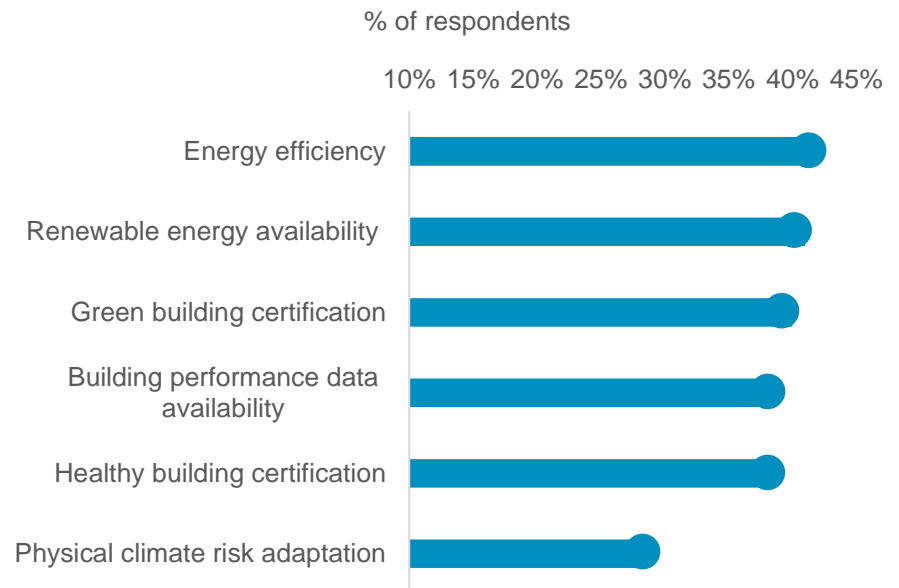 % of respondents
10% 15% 20% 25% 30% 35% 40% 45%
Energy efficiency
Renewable energy availability
Green building certification
Building performance data
availability
Healthy building certification
Physical climate risk adaptation